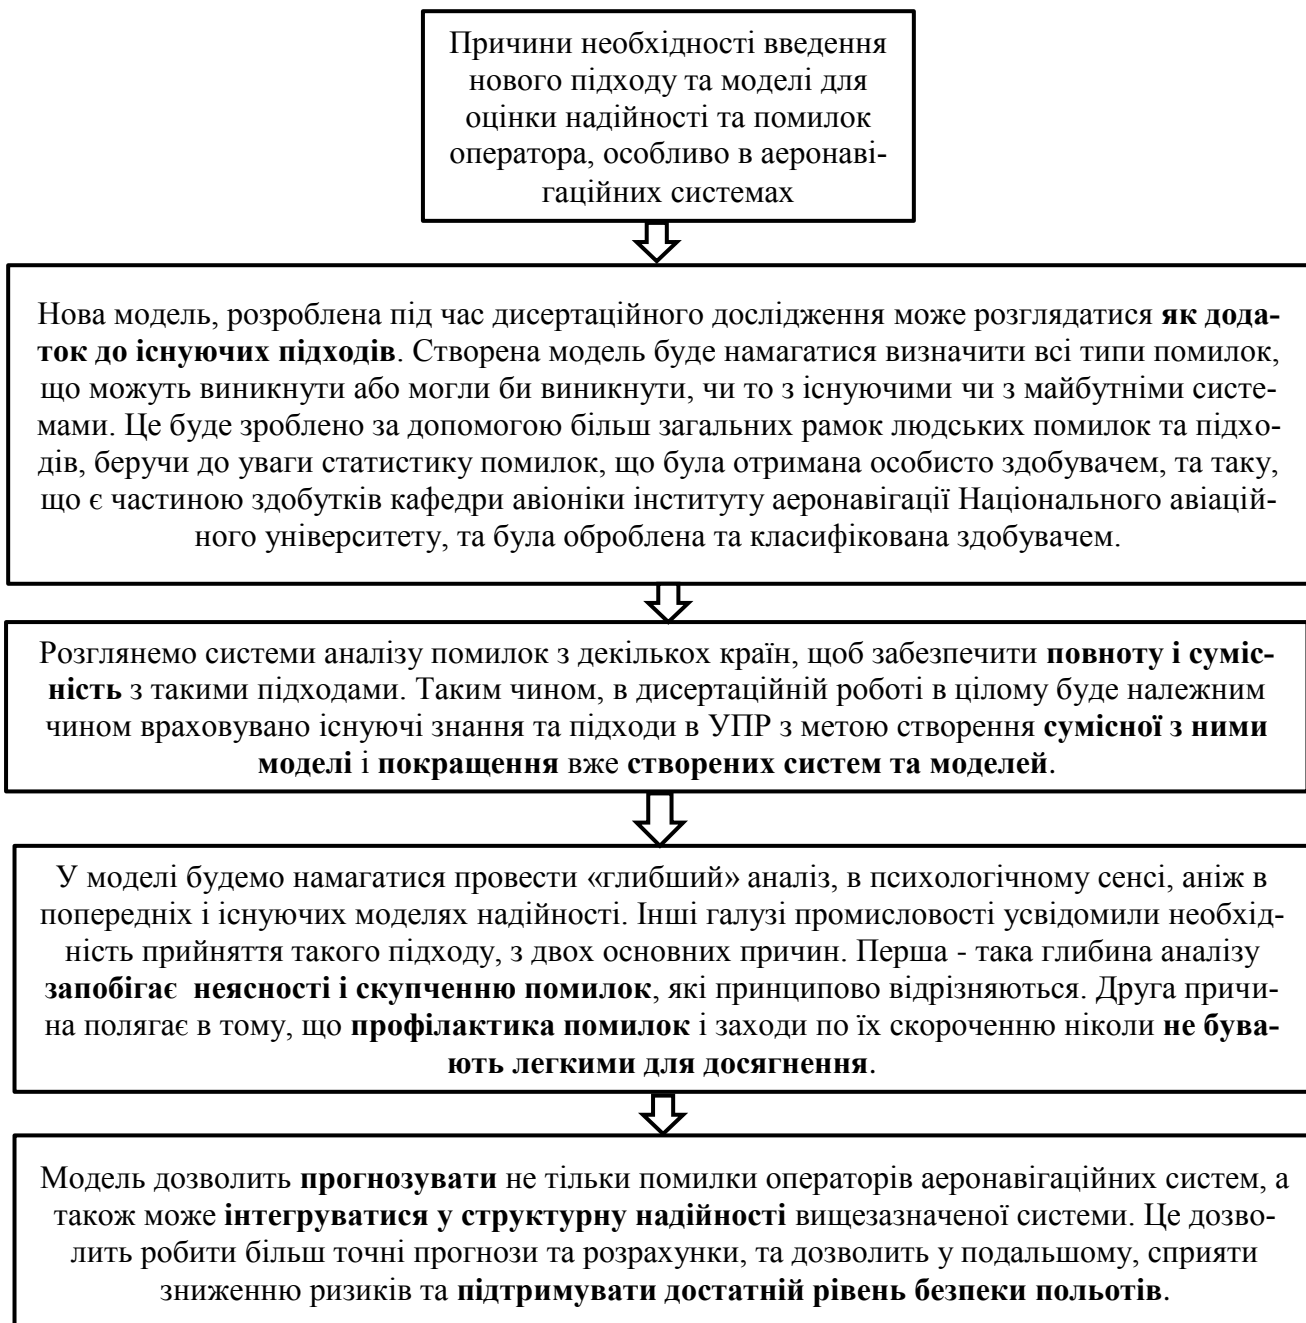 Причини необхідності введення
нового підходу та моделі для
оцінки надійності та помилок
оператора, особливо в аеронаві-
гаційних системах
Нова модель, розроблена під час дисертаційного дослідження може розглядатися як дода-
ток до існуючих підходів. Створена модель буде намагатися визначити всі типи помилок,
що можуть виникнути або могли би виникнути, чи то з існуючими чи з майбутніми систе-
мами. Це буде зроблено за допомогою більш загальних рамок людських помилок та підхо-
дів, беручи до уваги статистику помилок, що була отримана особисто здобувачем, та таку,
що є частиною здобутків кафедри авіоніки інституту аеронавігації Національного авіацій-
ного університету, та була оброблена та класифікована здобувачем.
Розглянемо системи аналізу помилок з декількох країн, щоб забезпечити повноту і суміс-
ність з такими підходами. Таким чином, в дисертаційній роботі в цілому буде належним
чином враховувано існуючі знання та підходи в УПР з метою створення сумісної з ними
моделі і покращення вже створених систем та моделей.
У моделі будемо намагатися провести «глибший» аналіз, в психологічному сенсі, аніж в
попередніх і існуючих моделях надійності. Інші галузі промисловості усвідомили необхід-
ність прийняття такого підходу, з двох основних причин. Перша - така глибина аналізу
запобігає неясності і скупченню помилок, які принципово відрізняються. Друга причи-
на полягає в тому, що профілактика помилок і заходи по їх скороченню ніколи не бува-
ють легкими для досягнення.
Модель дозволить прогнозувати не тільки помилки операторів аеронавігаційних систем, а
також може інтегруватися у структурну надійності вищезазначеної системи. Це дозво-
лить робити більш точні прогнози та розрахунки, та дозволить у подальшому, сприяти
зниженню ризиків та підтримувати достатній рівень безпеки польотів.